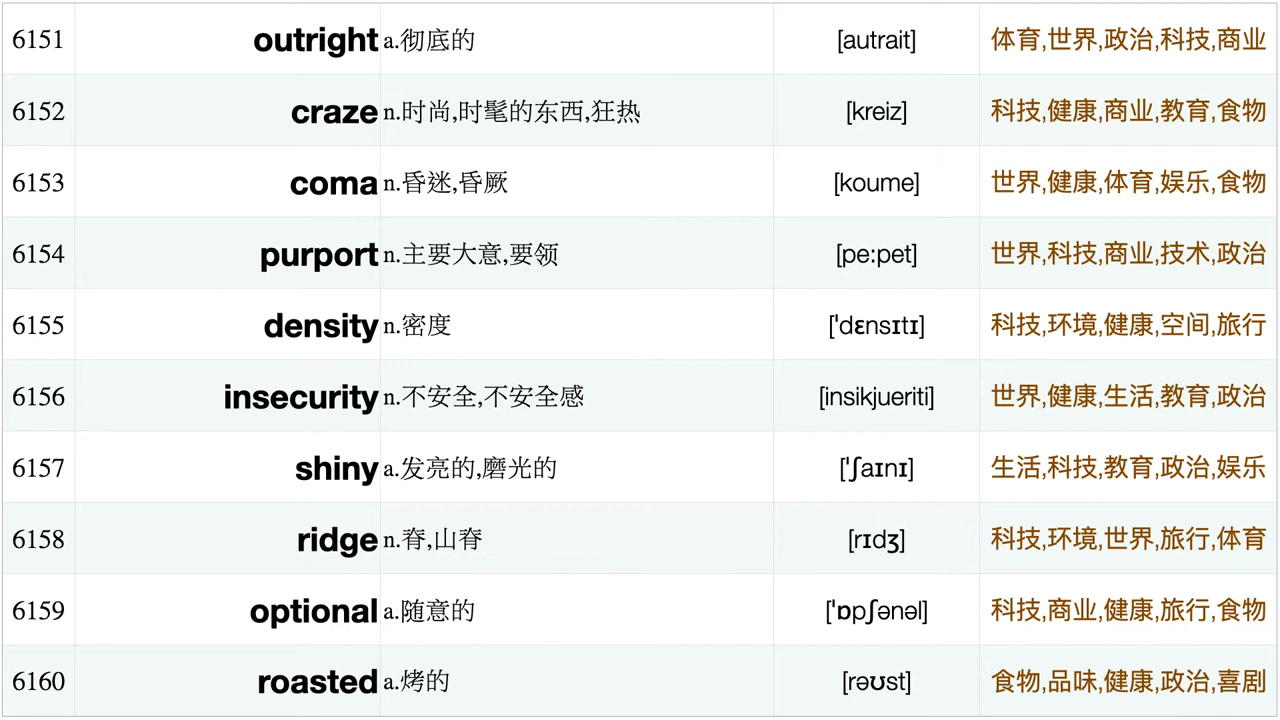 6151 outright a.彻底的 [autrait] 体育,世界,政治,科技,商业
6152 craze n.时尚,时髦的东西,狂热 [kreiz] 科技,健康,商业,教育,食物
6153 coma n.昏迷,昏厥 [koume] 世界,健康,体育,娱乐,食物
6154 purport n.主要大意,要领 [pe:pet] 世界,科技,商业,技术,政治
6155 density n.密度 [ˈdɛnsɪtɪ] 科技,环境,健康,空间,旅行
6156 insecurity n.不安全,不安全感 [insikjueriti] 世界,健康,生活,教育,政治
6157 shiny a.发亮的,磨光的 [ˈʃaɪnɪ] 生活,科技,教育,政治,娱乐
6158 ridge n.脊,山脊 [rɪdʒ] 科技,环境,世界,旅行,体育
6159 optional a.随意的 [ˈɒpʃənəl] 科技,商业,健康,旅行,食物
6160 roasted a.烤的 [rəʊst] 食物,品味,健康,政治,喜剧